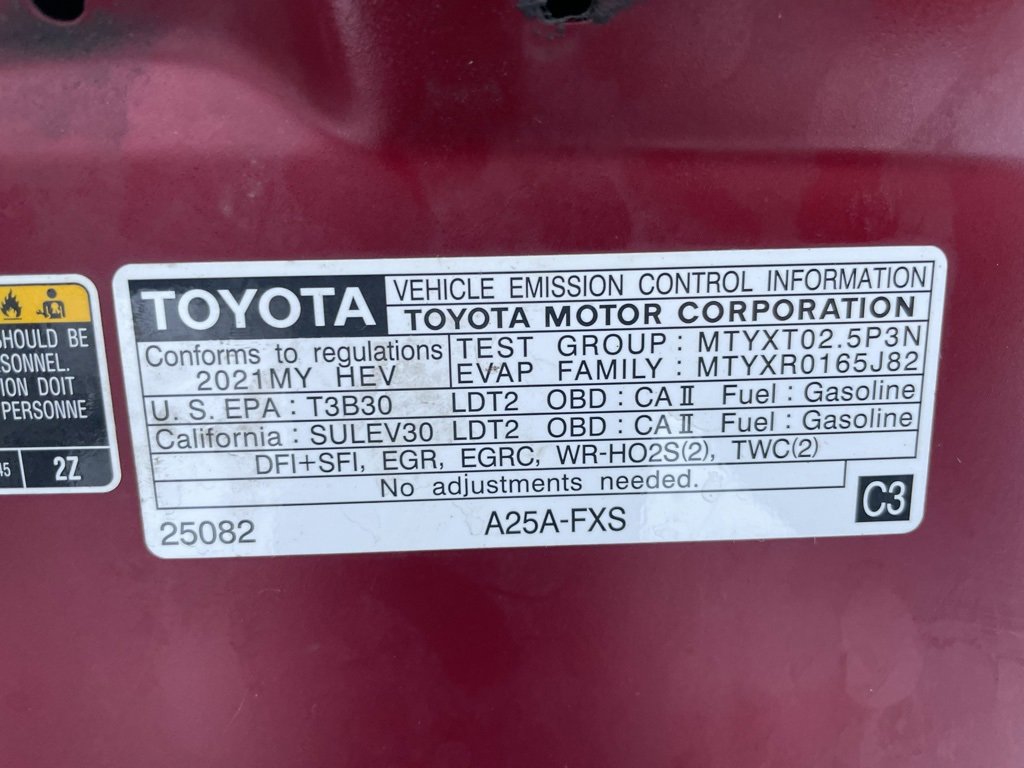 SHOULD BE
SONNEL.
ION DOIT
PERSONNE
45 2Z
TOYOTA
VEHICLE EMISSION CONTROL INFORMATION
TOYOTA MOTOR CORPORATION
Conforms to regulations
2021MY HEV
TEST GROUP : MTYXT02.5P3N
EVAP FAMILY : MTYXR0165J82
U.S. EPA : T3B30 LDT2 OBD : CA II Fuel : Gasoline
California : SULEV30 LDT2 OBD : CA II Fuel : Gasoline
DFI+SFI, EGR, EGRC, WR-HO2S(2), TWC(2)
No adjustments needed.
25082 A25A-FXS C3